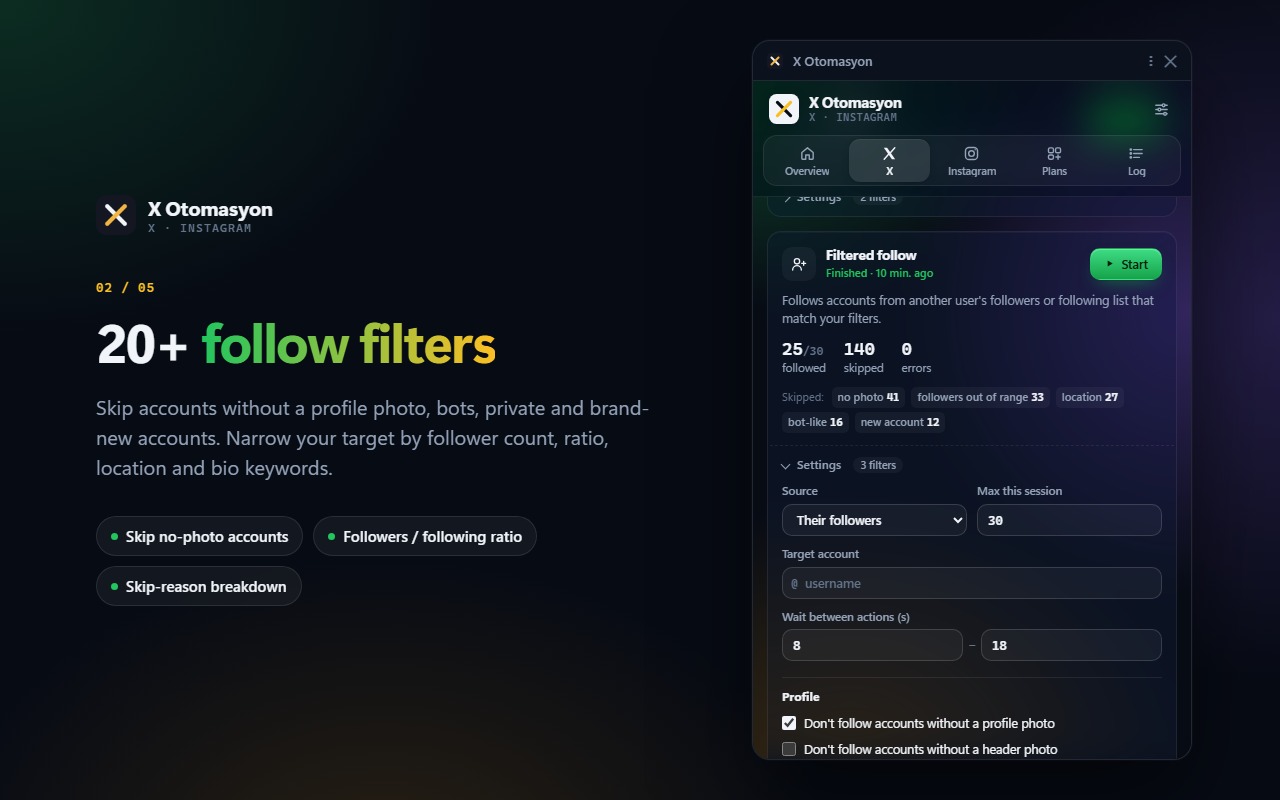 X Otomasyon
X · INSTAGRAM
02 / 05
20+ follow filters
Skip accounts without a profile photo, bots, private and brand-
new accounts. Narrow your target by follower count, ratio,
location and bio keywords.
Skip no-photo accounts
Followers / following ratio
Skip-reason breakdown
X Otomasyon
X Otomasyon
X · INSTAGRAM
Overview
X
Instagram
Plans
Log
Settings 2 filters
Filtered follow
Finished · 10 min. ago
Start
Follows accounts from another user's followers or following list that
match your filters.
25/30 140 0
followed skipped errors
Skipped: no photo 41 followers out of range 33 location 27
bot-like 16 new account 12
Settings 3 filters
Source Max this session
Their followers 30
Target account
@ username
Wait between actions (s)
8 – 18
Profile
Don't follow accounts without a profile photo
Don't follow accounts without a header photo